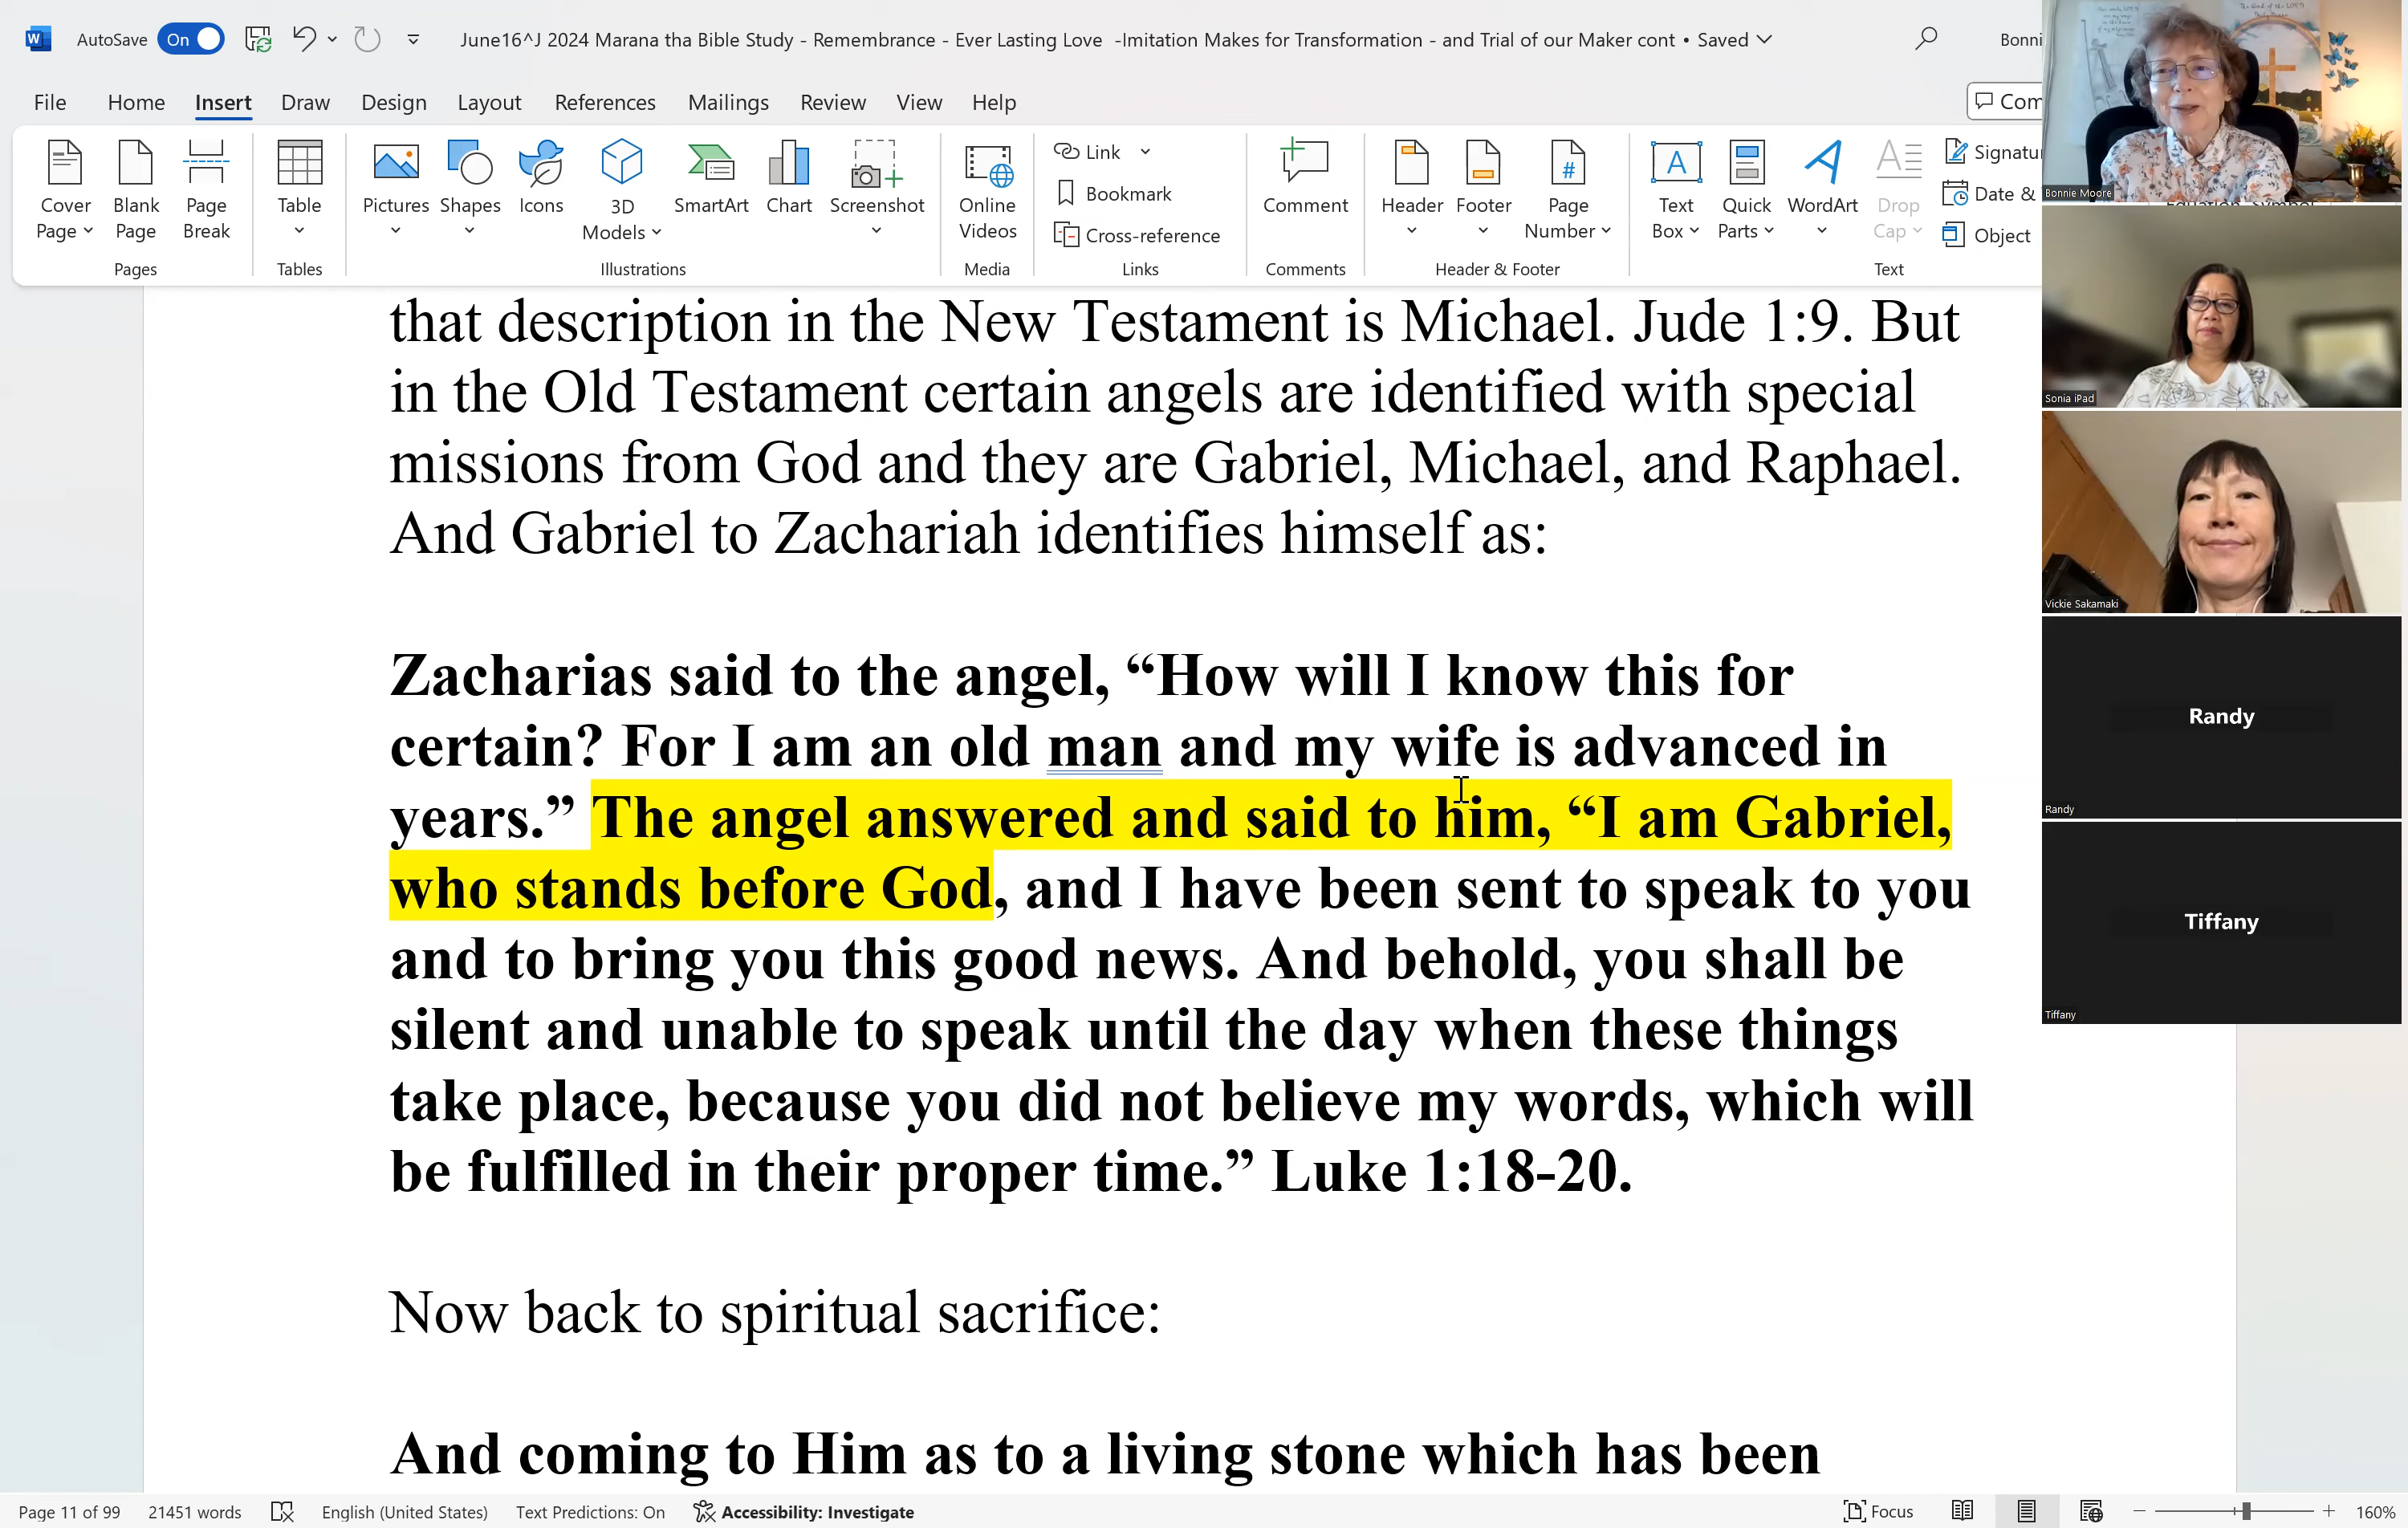 AutoSave On June16^J 2024 Marana tha Bible Study - Remembrance - Ever Lasting Love -Imitation Makes for Transformation - and Trial of our Maker cont • Saved Bonni
File Home Insert Draw Design Layout References Mailings Review View Help Com
Cover Page
Blank Page
Page Break
Pages
Table
Tables
Pictures
Shapes
Icons
3D Models
SmartArt
Chart
Screenshot
Illustrations
Online Videos
Media
Link
Bookmark
Cross-reference
Links
Comment
Comments
Header
Footer
Page Number
Header & Footer
Text Box
Quick Parts
WordArt
Drop Cap
Signatu
Date &
Object
Text
that description in the New Testament is Michael. Jude 1:9. But
in the Old Testament certain angels are identified with special
missions from God and they are Gabriel, Michael, and Raphael.
And Gabriel to Zachariah identifies himself as:
Zacharias said to the angel, “How will I know this for
certain? For I am an old man and my wife is advanced in
years.” The angel answered and said to him, “I am Gabriel,
who stands before God, and I have been sent to speak to you
and to bring you this good news. And behold, you shall be
silent and unable to speak until the day when these things
take place, because you did not believe my words, which will
be fulfilled in their proper time.” Luke 1:18-20.
Now back to spiritual sacrifice:
And coming to Him as to a living stone which has been
Bonnie Moore
Sonia iPad
Vickie Sakamaki
Randy
Randy
Tiffany
Tiffany
Page 11 of 99 21451 words English (United States) Text Predictions: On Accessibility: Investigate Focus 160%